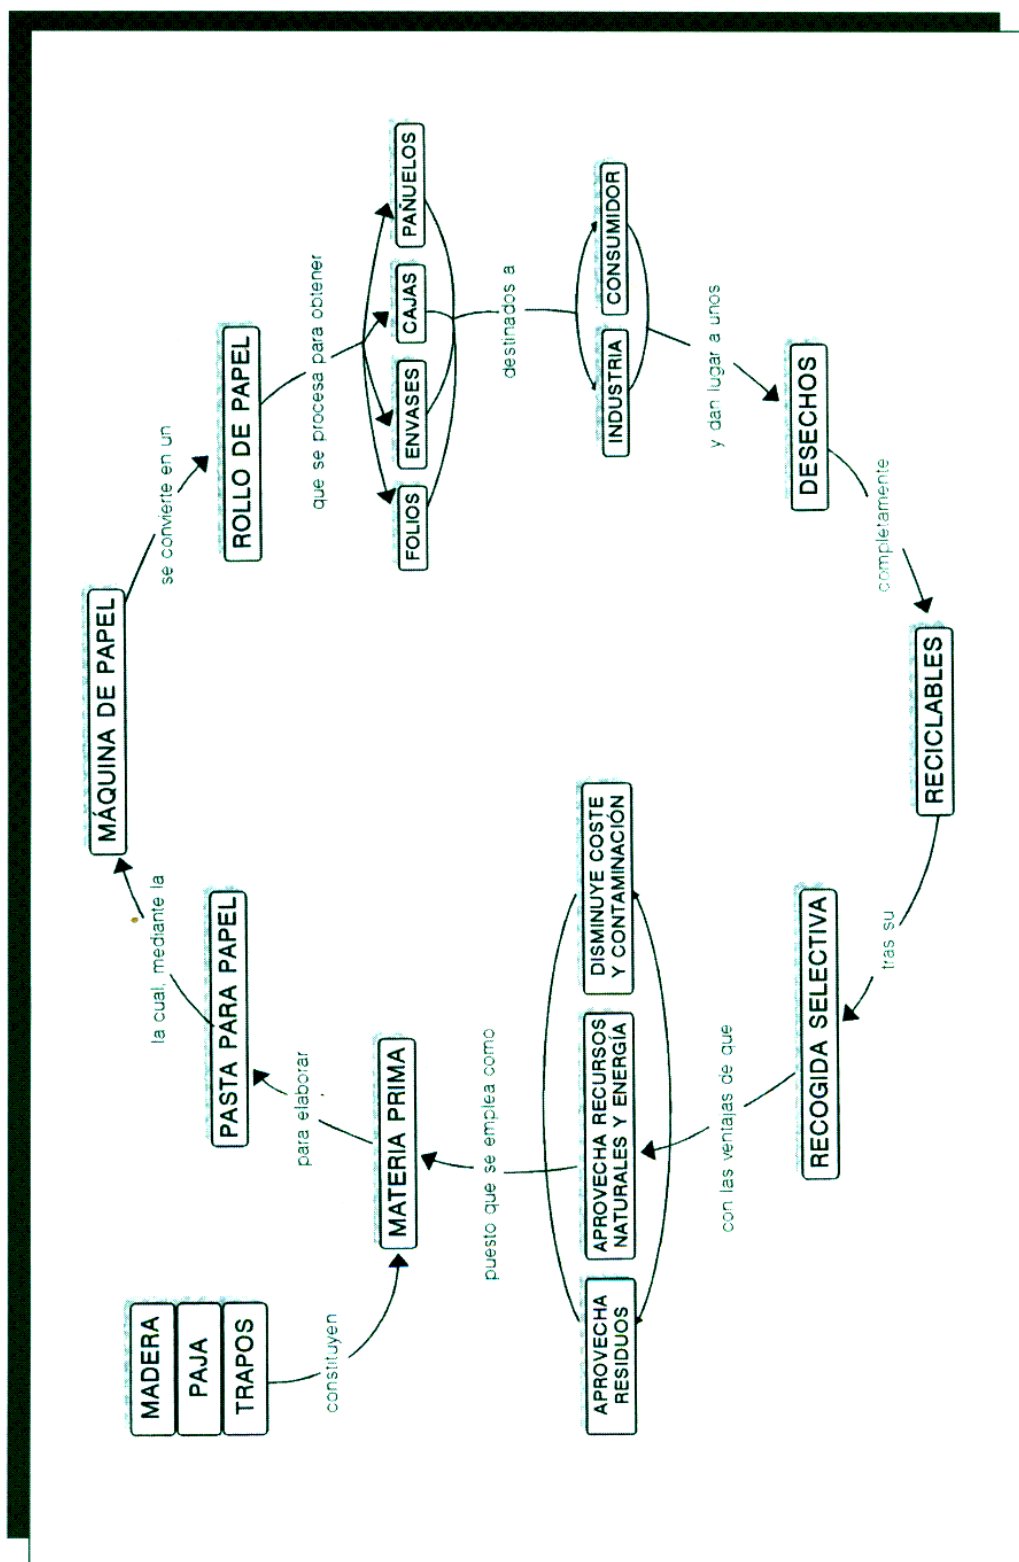 MADERA
PAJA
TRAPOS
constituyen
MATERIA PRIMA
para elaborar
PASTA PARA PAPEL
la cual, mediante la
MÁQUINA DE PAPEL
se convierte en un
ROLLO DE PAPEL
que se procesa para obtener
FOLIOS
ENVASES
CAJAS
PAÑUELOS
destinados a
INDUSTRIA
CONSUMIDOR
y dan lugar a unos
DESECHOS
completamente
RECICLABLES
tras su
RECOGIDA SELECTIVA
con las ventajas de que
APROVECHA
RESIDUOS
APROVECHA RECURSOS
NATURALES Y ENERGÍA
DISMINUYE COSTE
Y CONTAMINACIÓN
puesto que se emplea como